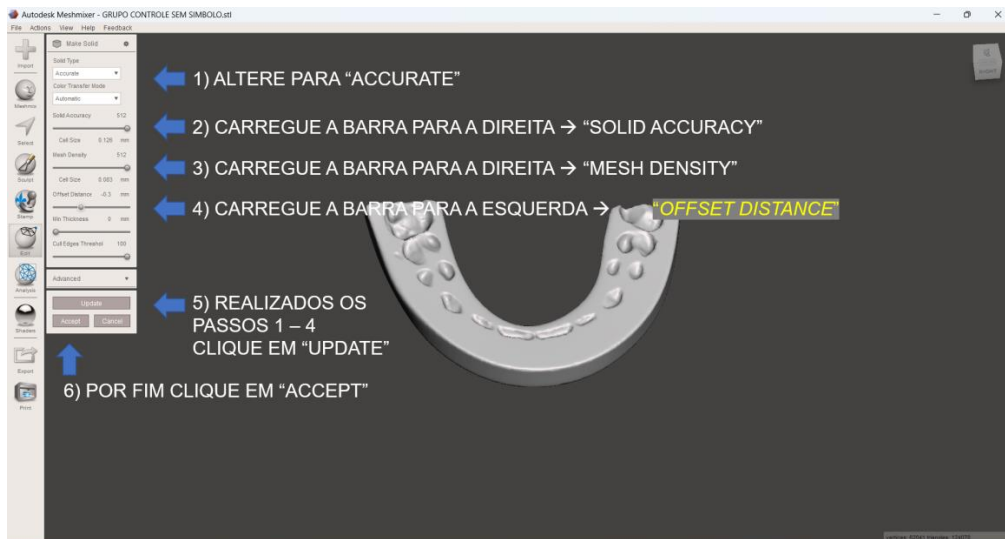 Autodesk Meshmixer - GRUPO CONTROLE SEM SIMBOLO.stl
File Actions View Help Feedback
Import
Meshmix
Select
Sculpt
Stamp
Edit
Analysis
Shaders
Export
Print
Make Solid
Solid Type
Accurate
Color Transfer Mode
Automatic
Solid Accuracy 512
Cell Size 0.126 mm
Mesh Density 512
Cell Size 0.063 mm
Offset Distance -0.3 mm
Min Thickness 0 mm
Cull Edges Threshol 150
Advanced
Update
Accept Cancel
1) ALTERE PARA “ACCURATE”
2) CARREGUE A BARRA PARA A DIREITA → “SOLID ACCURACY”
3) CARREGUE A BARRA PARA A DIREITA → “MESH DENSITY”
4) CARREGUE A BARRA PARA A ESQUERDA → “OFFSET DISTANCE”
5) REALIZADOS OS
PASSOS 1 – 4
CLIQUE EM “UPDATE”
6) POR FIM CLIQUE EM “ACCEPT”